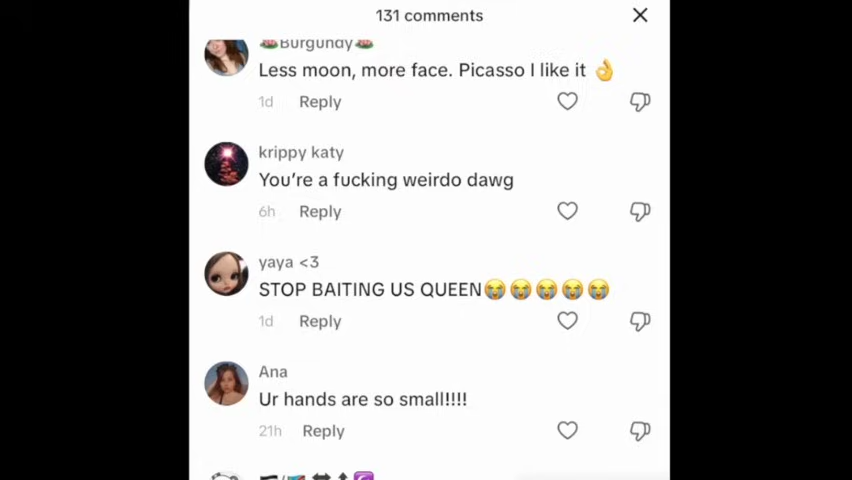 131 comments
🪷Burgundy🪷
Less moon, more face. Picasso I like it 👌
1d Reply
krippy katy
You're a fucking weirdo dawg
6h Reply
yaya <3
STOP BAITING US QUEEN😭😭😭😭😭
1d Reply
Ana
Ur hands are so small!!!!
21h Reply